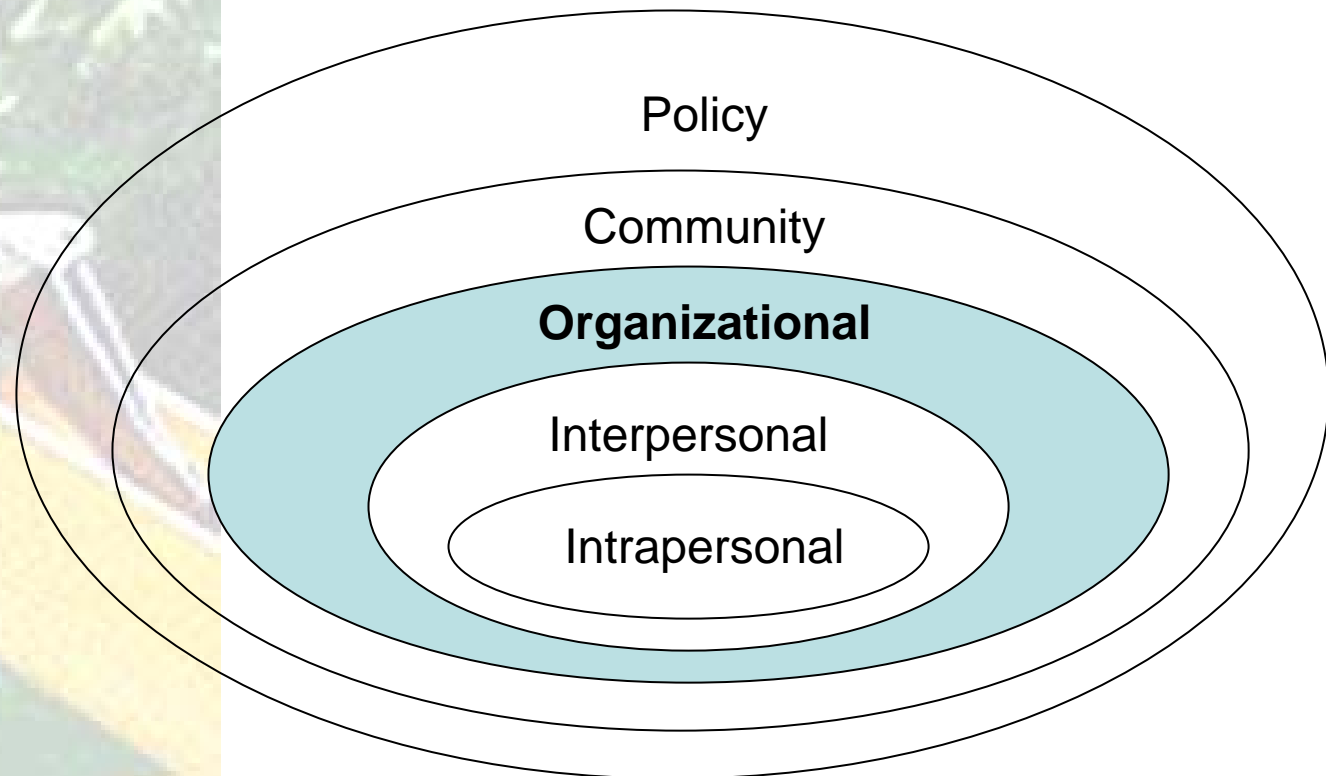 Policy
Community
Organizational
Interpersonal
Intrapersonal